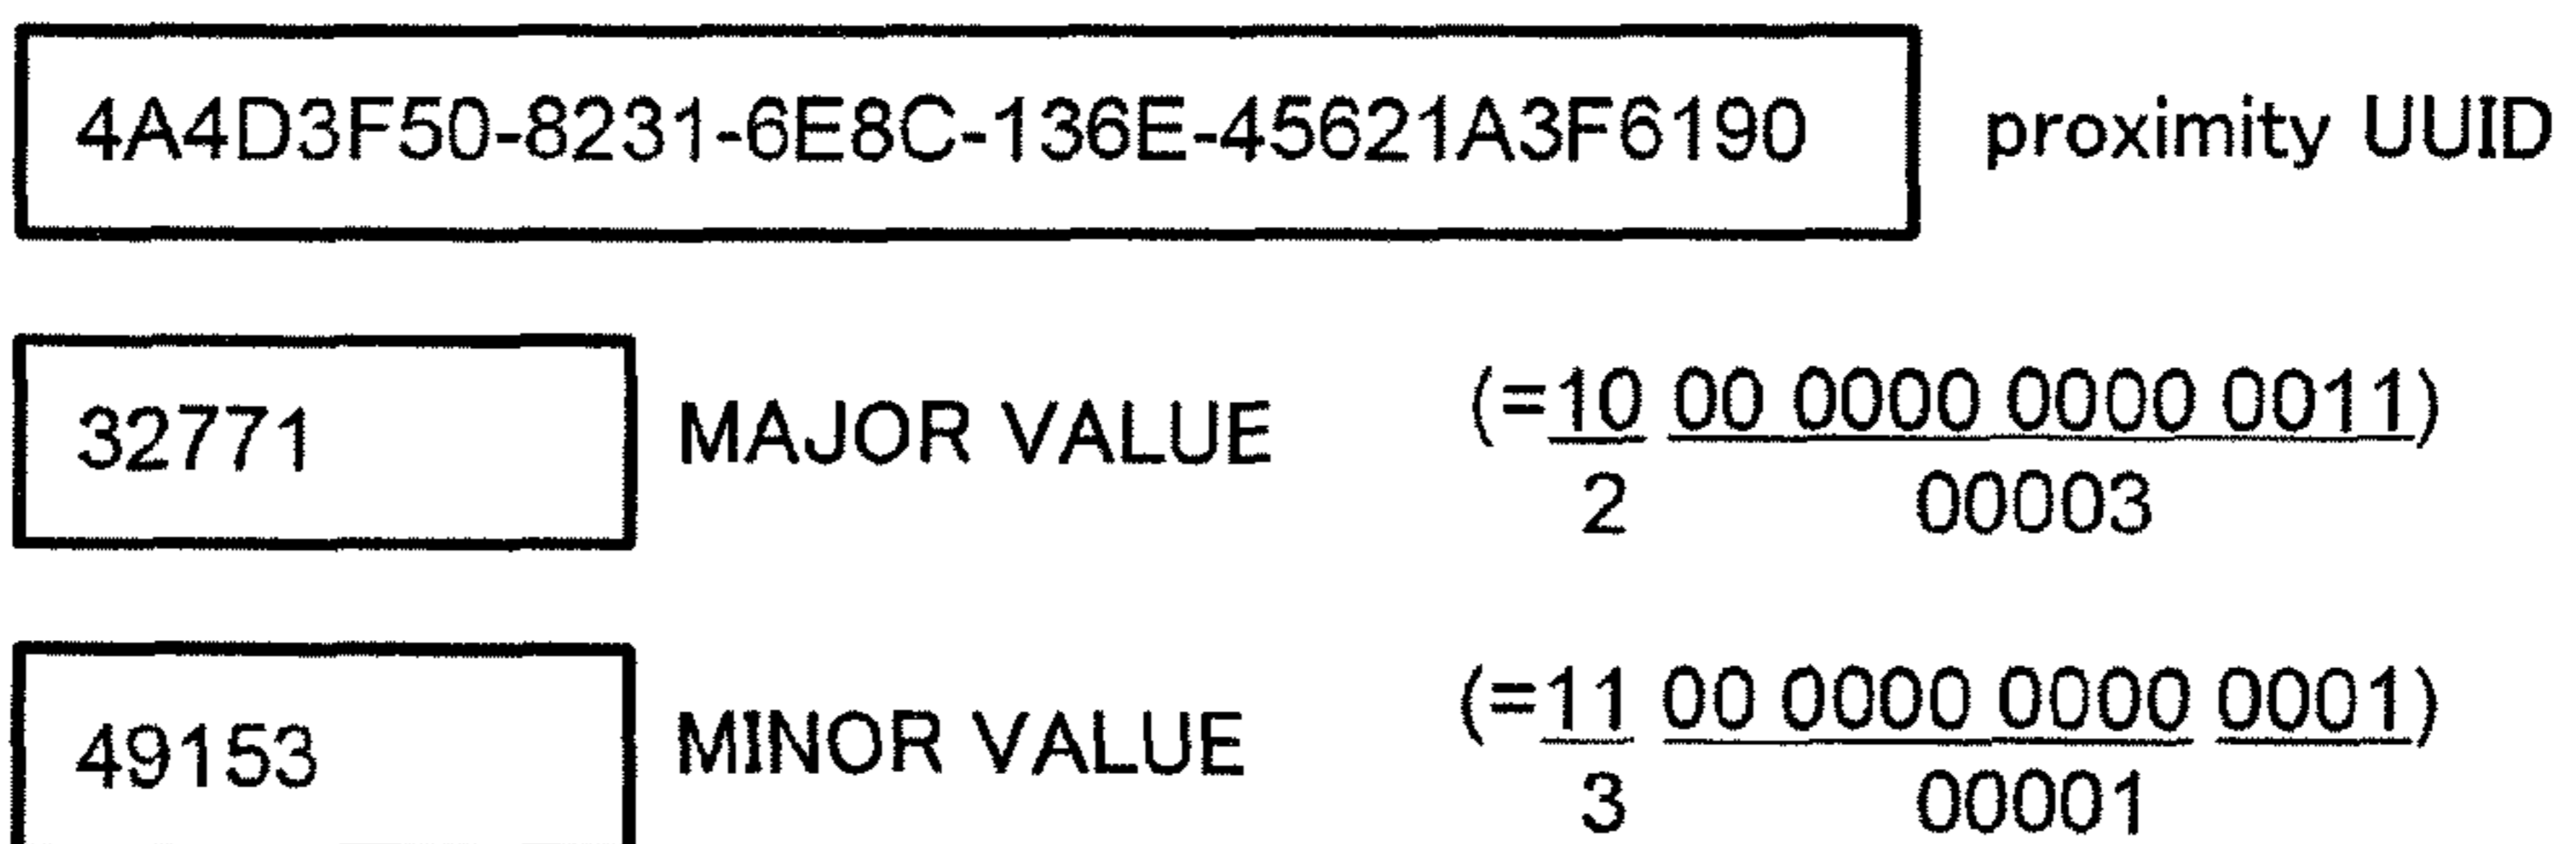 4A4D3F50-8231-6E8C-136E-45621A3F6190 proximity UUID
32771 MAJOR VALUE (=10 00 0000 0000 0011)
2 00003
49153 MINOR VALUE (=11 00 0000 0000 0001)
3 00001